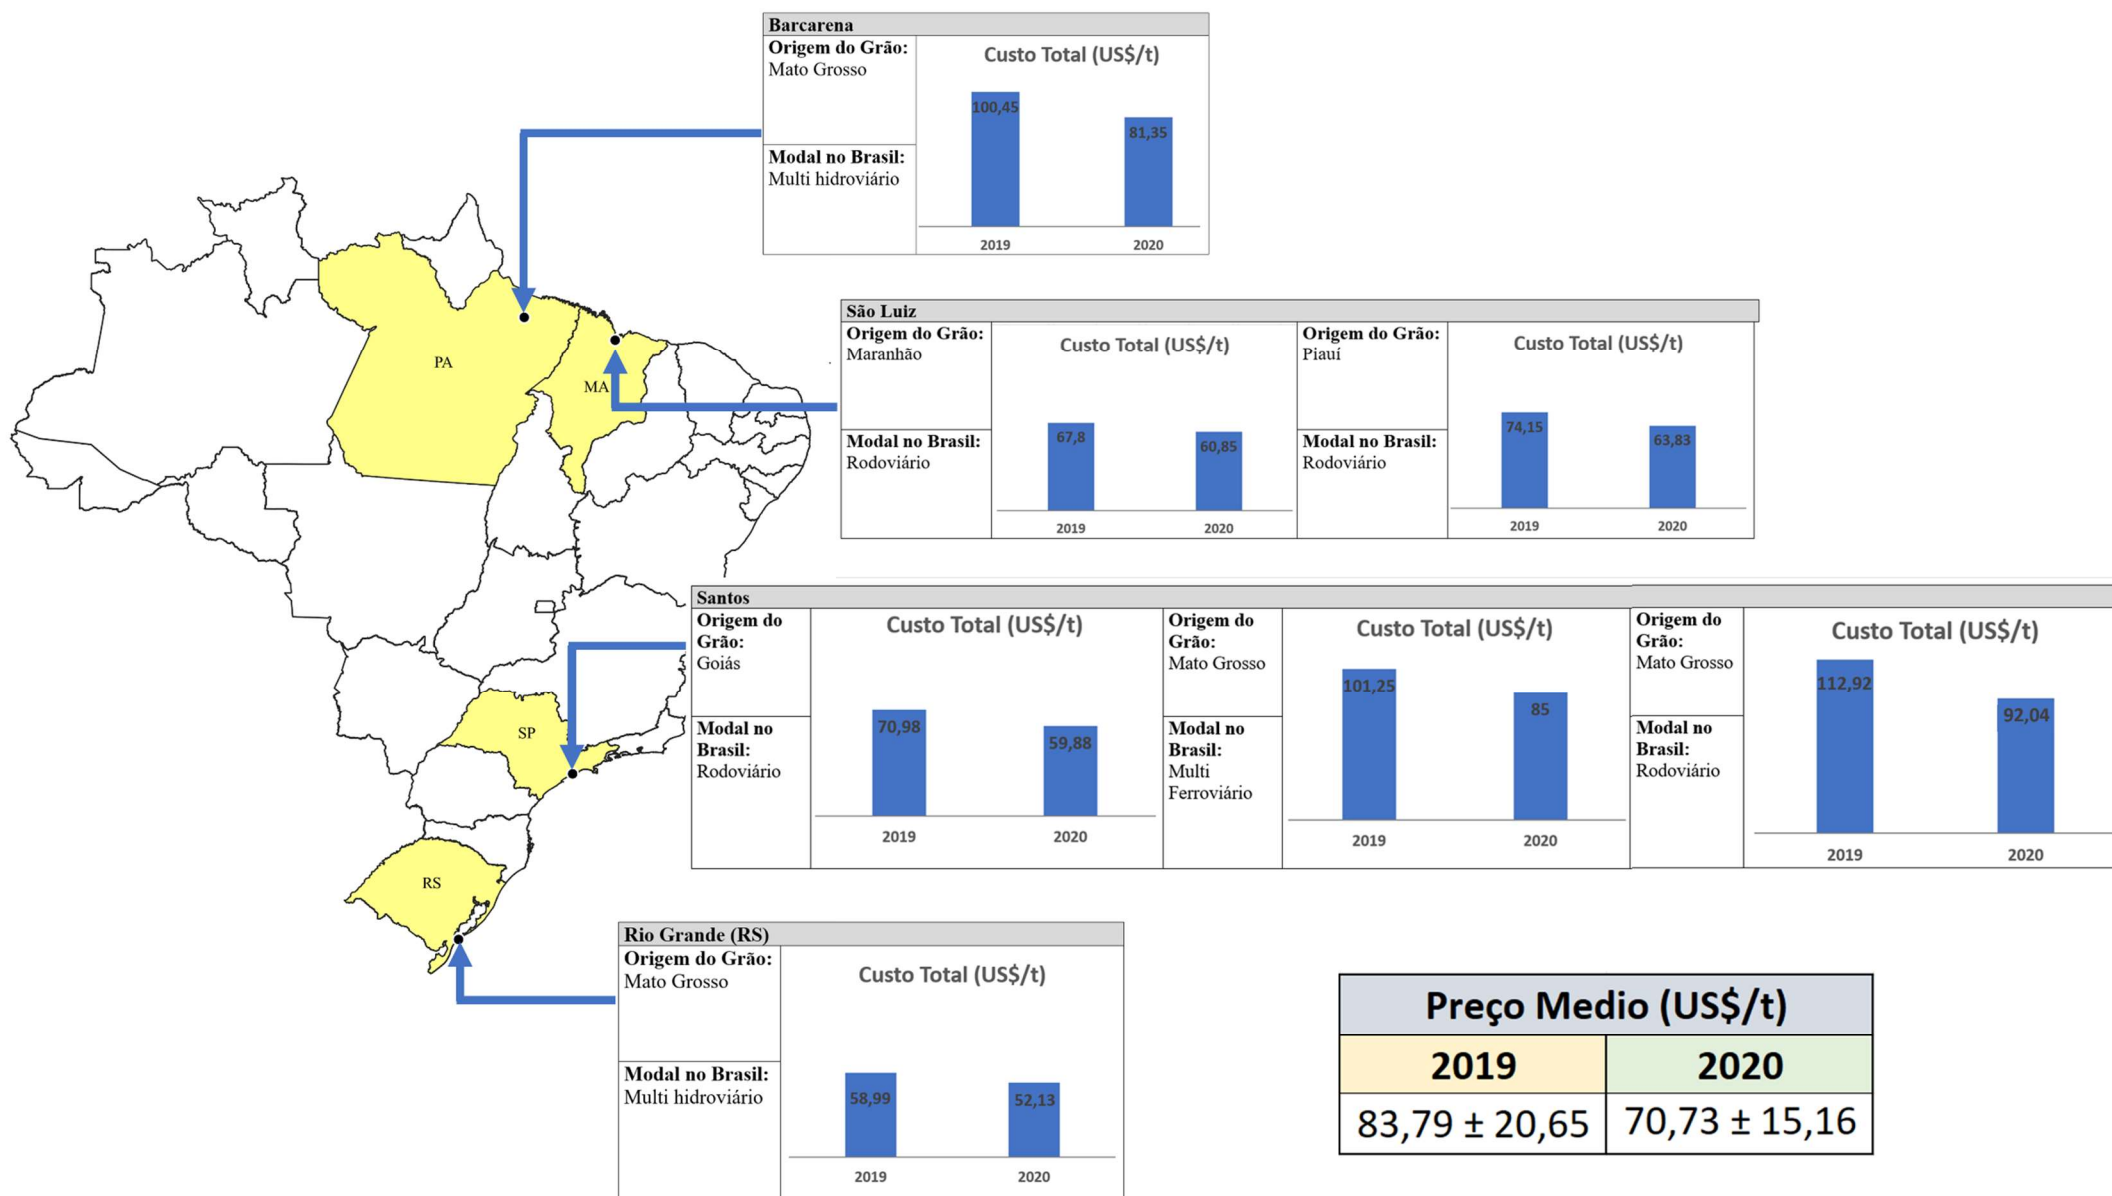 Barcarena
Origem do Grão:
Mato Grosso
Modal no Brasil:
Multi hidroviário
Custo Total (US$/t)
100,45
81,35
2019
2020
São Luiz
Origem do Grão:
Maranhão
Modal no Brasil:
Rodoviário
Custo Total (US$/t)
67,8
60,85
2019
2020
Origem do Grão:
Piauí
Modal no Brasil:
Rodoviário
Custo Total (US$/t)
74,15
63,83
2019
2020
PA
MA
SP
RS
Santos
Origem do
Grão:
Goiás
Modal no
Brasil:
Rodoviário
Custo Total (US$/t)
70,98
59,88
2019
2020
Origem do
Grão:
Mato Grosso
Modal no
Brasil:
Multi
Ferroviário
Custo Total (US$/t)
101,25
85
2019
2020
Origem do
Grão:
Mato Grosso
Modal no
Brasil:
Rodoviário
Custo Total (US$/t)
112,92
92,04
2019
2020
Rio Grande (RS)
Origem do Grão:
Mato Grosso
Modal no Brasil:
Multi hidroviário
Custo Total (US$/t)
58,99
52,13
2019
2020
Preço Medio (US$/t)
2019
2020
83,79 ± 20,65
70,73 ± 15,16